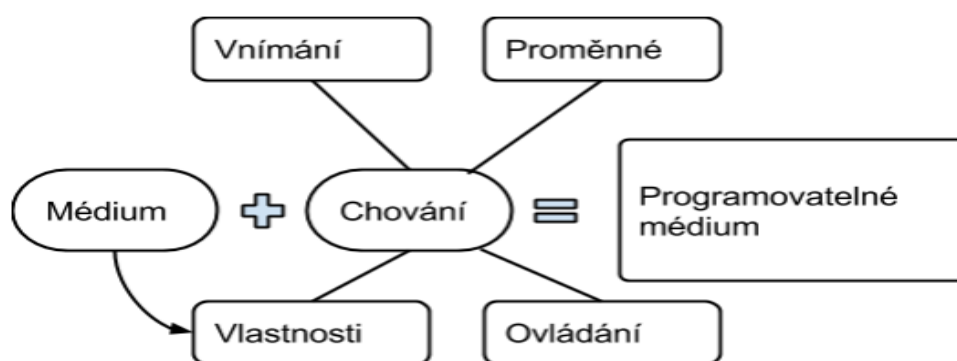 Vnímání
Proměnné
Médium
+
Chování
=
Programovatelné
médium
Vlastnosti
Ovládání